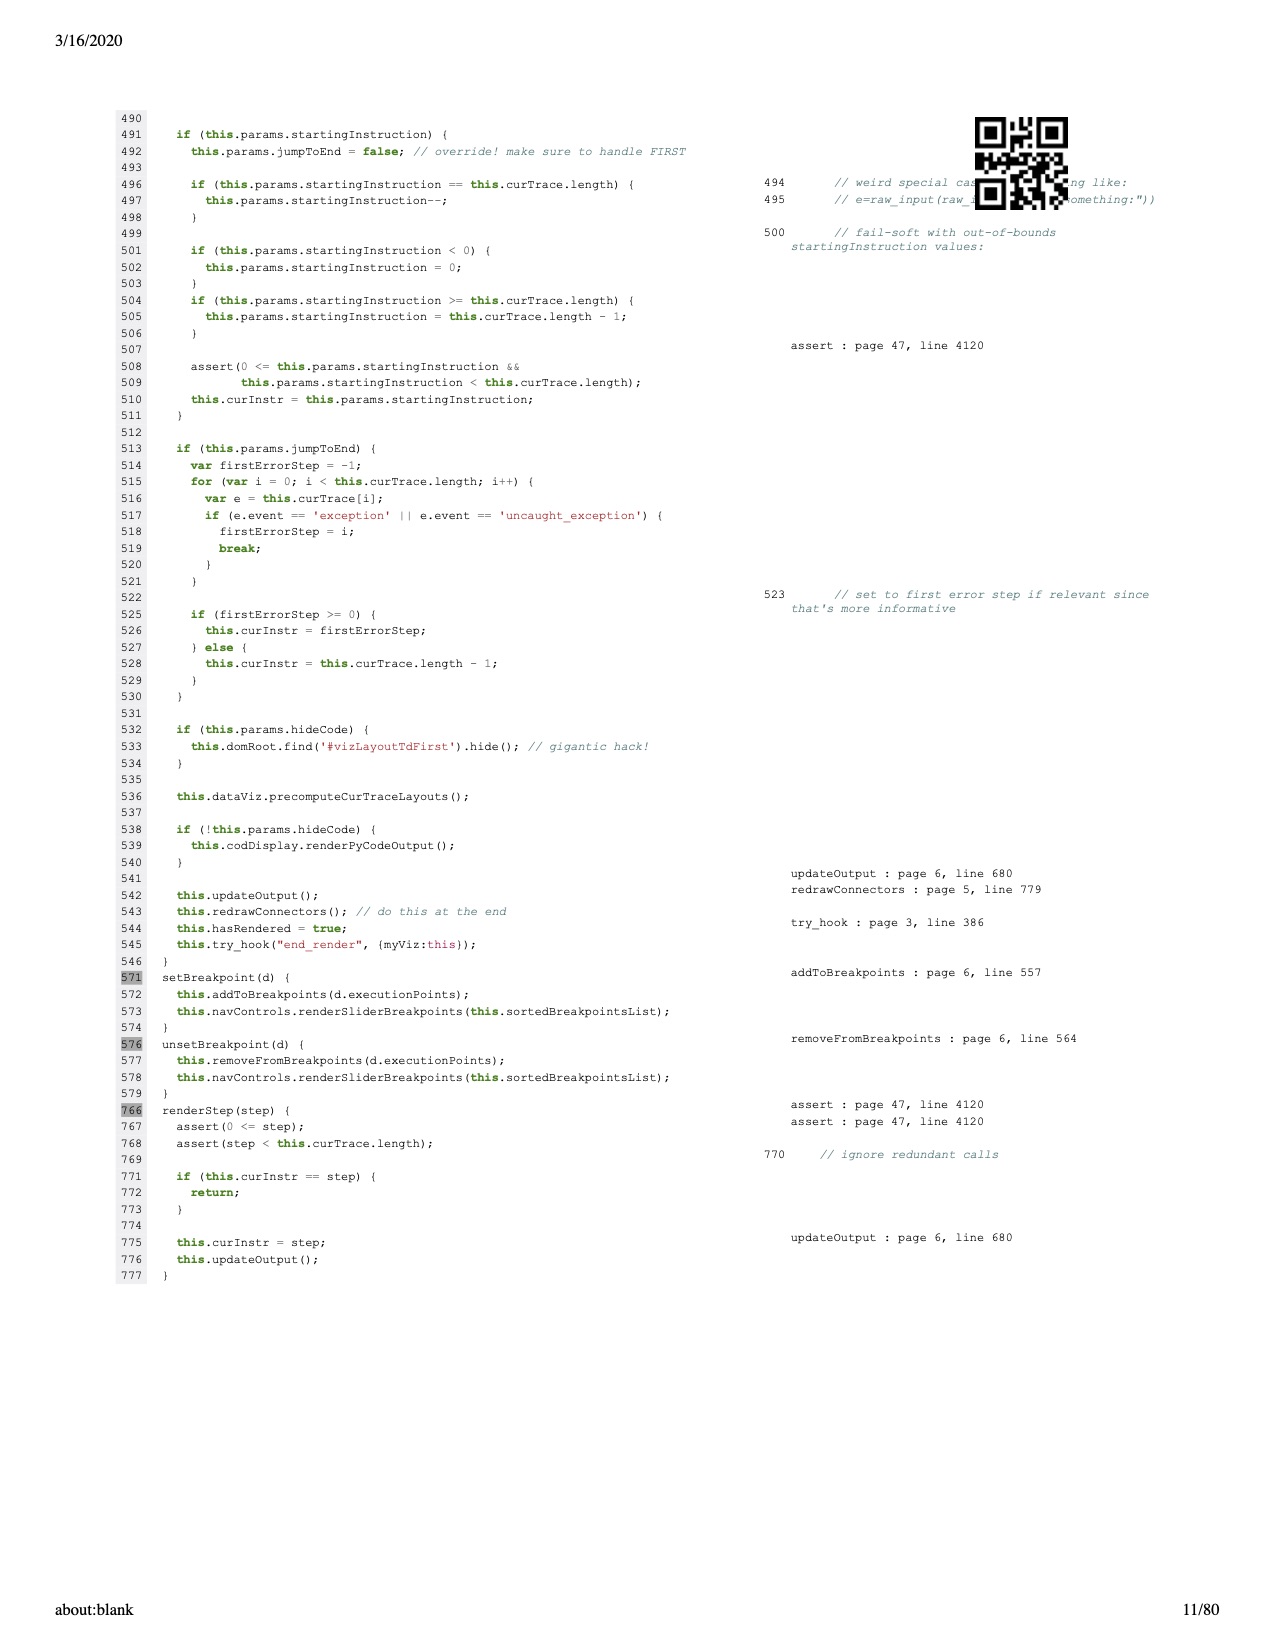 3/16/2020
490
491 if (this.params.startingInstruction) {
492 this.params.jumpToEnd = false; // override! make sure to handle FIRST
493
496 if (this.params.startingInstruction == this.curTrace.length) {
497 this.params.startingInstruction--;
498 }
499
501 if (this.params.startingInstruction < 0) {
502 this.params.startingInstruction = 0;
503 }
504 if (this.params.startingInstruction >= this.curTrace.length) {
505 this.params.startingInstruction = this.curTrace.length - 1;
506 }
507
508 assert(0 <= this.params.startingInstruction &&
509 this.params.startingInstruction < this.curTrace.length);
510 this.curInstr = this.params.startingInstruction;
511 }
512
513 if (this.params.jumpToEnd) {
514 var firstErrorStep = -1;
515 for (var i = 0; i < this.curTrace.length; i++) {
516 var e = this.curTrace[i];
517 if (e.event == 'exception' || e.event == 'uncaught_exception') {
518 firstErrorStep = i;
519 break;
520 }
521 }
522
525 if (firstErrorStep >= 0) {
526 this.curInstr = firstErrorStep;
527 } else {
528 this.curInstr = this.curTrace.length - 1;
529 }
530 }
531
532 if (this.params.hideCode) {
533 this.domRoot.find('#vizLayoutTdFirst').hide(); // gigantic hack!
534 }
535
536 this.dataViz.precomputeCurTraceLayouts();
537
538 if (!this.params.hideCode) {
539 this.codDisplay.renderPyCodeOutput();
540 }
541
542 this.updateOutput();
543 this.redrawConnectors(); // do this at the end
544 this.hasRendered = true;
545 this.try_hook("end_render", {myViz:this});
546 }
571 setBreakpoint(d) {
572 this.addToBreakpoints(d.executionPoints);
573 this.navControls.renderSliderBreakpoints(this.sortedBreakpointsList);
574 }
576 unsetBreakpoint(d) {
577 this.removeFromBreakpoints(d.executionPoints);
578 this.navControls.renderSliderBreakpoints(this.sortedBreakpointsList);
579 }
766 renderStep(step) {
767 assert(0 <= step);
768 assert(step < this.curTrace.length);
769
771 if (this.curInstr == step) {
772 return;
773 }
774
775 this.curInstr = step;
776 this.updateOutput();
777 }
494 // weird special like:
495 //
500 // fail-soft with out-of-bounds
startingInstruction values:
assert : page 47, line 4120
523 // set to first error step if relevant since
that's more informative
updateOutput : page 6, line 680
redrawConnectors : page 5, line 779
try_hook : page 3, line 386
addToBreakpoints : page 6, line 557
removeFromBreakpoints : page 6, line 564
assert : page 47, line 4120
assert : page 47, line 4120
770 // ignore redundant calls
updateOutput : page 6, line 680
about:blank
11/80